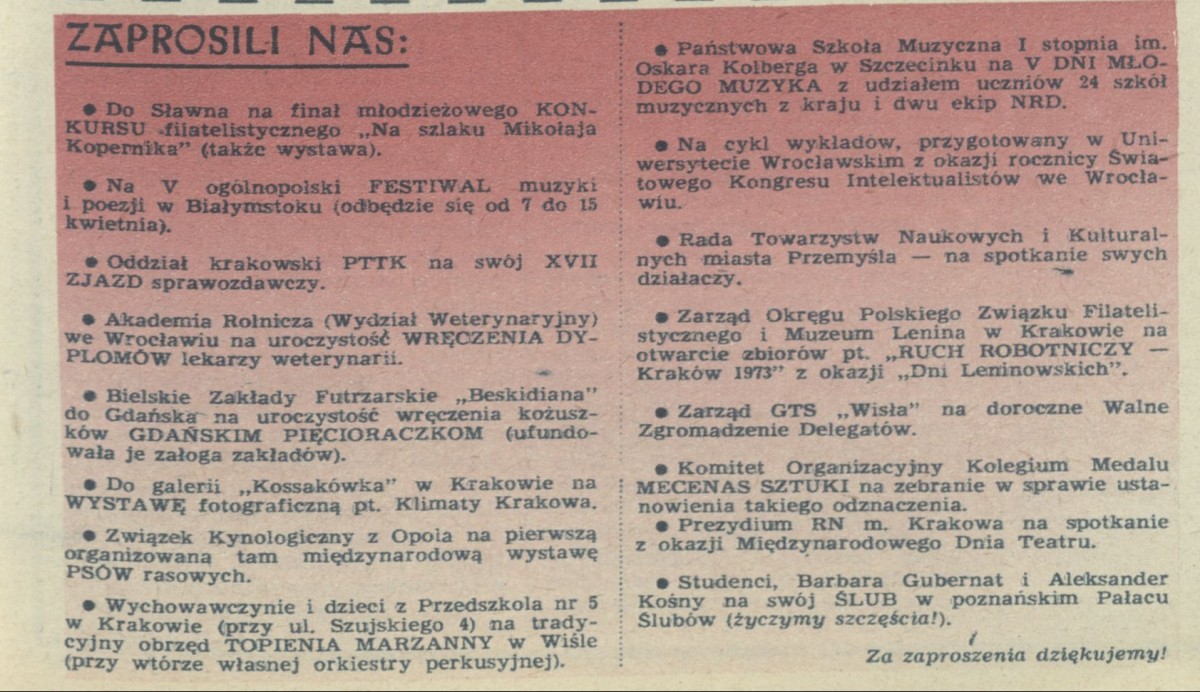 ZAPROSILI NAS:
● Do Sławna na finał młodzieżowego KON-
KURSU filatelistycznego „Na szlaku Mikołaja
Kopernika” (także wystawa).
● Na V ogólnopolski FESTIWAL muzyki
i poezji w Białymstoku (odbędzie się od 7 do 15
kwietnia).
● Oddział krakowski PTTK na swój XVII
ZJAZD sprawozdawczy.
● Akademia Rolnicza (Wydział Weterynaryjny)
we Wrocławiu na uroczystość WRĘCZENIA DY-
PLOMÓW lekarzy weterynarii.
● Bielskie Zakłady Futrzarskie „Beskidiana”
do Gdańska na uroczystość wręczenia kożusz-
ków GDAŃSKIM PIĘCIORACZKOM (ufundo-
wała je załoga zakładów).
● Do galerii „Kossakówka” w Krakowie na
WYSTAWĘ fotograficzną pt. Klimaty Krakowa.
● Związek Kynologiczny z Opola na pierwszą
organizowaną tam międzynarodową wystawę
PSÓW rasowych.
● Wychowawczynie i dzieci z Przedszkola nr 5
w Krakowie (przy ul. Szujskiego 4) na trady-
cyjny obrzęd TOPIENIA MARZANNY w Wiśle
(przy wtórze własnej orkiestry perkusyjnej).
● Państwowa Szkoła Muzyczna I stopnia im.
Oskara Kolberga w Szczecinku na V DNI MŁO-
DEGO MUZYKA z udziałem uczniów 24 szkół
muzycznych z kraju i dwu ekip NRD.
● Na cykl wykładów, przygotowany w Uni-
wersytecie Wrocławskim z okazji rocznicy Świa-
towego Kongresu Intelektualistów we Wrocła-
wiu.
● Rada Towarzystw Naukowych i Kultural-
nych miasta Przemyśla — na spotkanie swych
działaczy.
● Zarząd Okręgu Polskiego Związku Filateli-
stycznego i Muzeum Lenina w Krakowie na
otwarcie zbiorów pt. „RUCH ROBOTNICZY —
Kraków 1973” z okazji „Dni Leninowskich”.
● Zarząd GTS „Wisła” na doroczne Walne
Zgromadzenie Delegatów.
● Komitet Organizacyjny Kolegium Medalu
MECENAS SZTUKI na zebranie w sprawie usta-
nowienia takiego odznaczenia.
● Prezydium RN m. Krakowa na spotkanie
z okazji Międzynarodowego Dnia Teatru.
● Studenci, Barbara Gubernat i Aleksander
Kośny na swój ŚLUB w poznańskim Pałacu
Ślubów (życzymy szczęścia!).
Za zaproszenia dziękujemy!